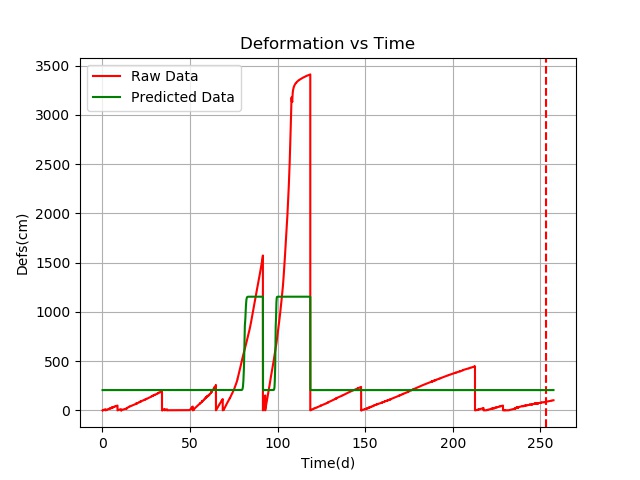 Deformation vs Time
Raw Data
Predicted Data
3500
3000
2500
2000
1500
1000
500
0
Defs(cm)
0 50 100 150 200 250
Time(d)